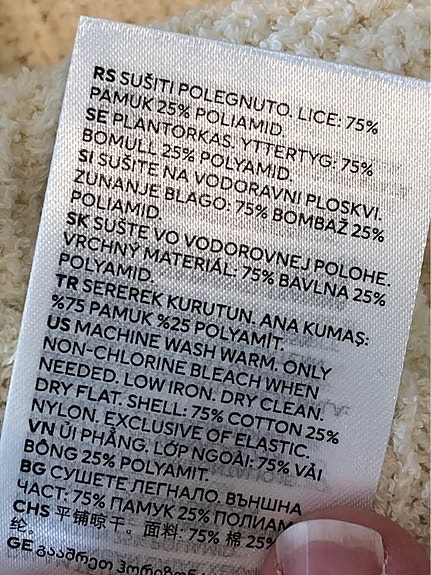 RS SUŠITI POLEGNUTO. LICE: 75%
PAMUK 25% POLIAMID.
SE PLANTORKAS. YTTERTYG: 75%
BOMULL 25% POLYAMID.
SI SUŠITE NA VODORAVNI PLOSKVI.
ZUNANJE BLAGO: 75% BOMBAŽ 25%
POLIAMID.
SK SUŠTE VO VODOROVNEJ POLOHE.
VRCHNÝ MATERIÁL: 75% BAVLNA 25%
POLYAMID.
TR SEREREK KURUTUN. ANA KUMAŞ:
%75 PAMUK %25 POLYAMİT.
US MACHINE WASH WARM. ONLY
NON-CHLORINE BLEACH WHEN
NEEDED. LOW IRON. DRY CLEAN.
DRY FLAT. SHELL: 75% COTTON 25%
NYLON. EXCLUSIVE OF ELASTIC.
VN ỦI PHẲNG. LỚP NGOÀI: 75% VẢI
BÔNG 25% POLYAMIT.
BG СУШЕТЕ ЛЕГНАЛО. ВЪНШНА
ЧАСТ: 75% ПАМУК 25% ПОЛИАМ
CHS 平铺晾干。面料: 75% 棉 25%
纶
GE გააშრეთ ჰორიზონ